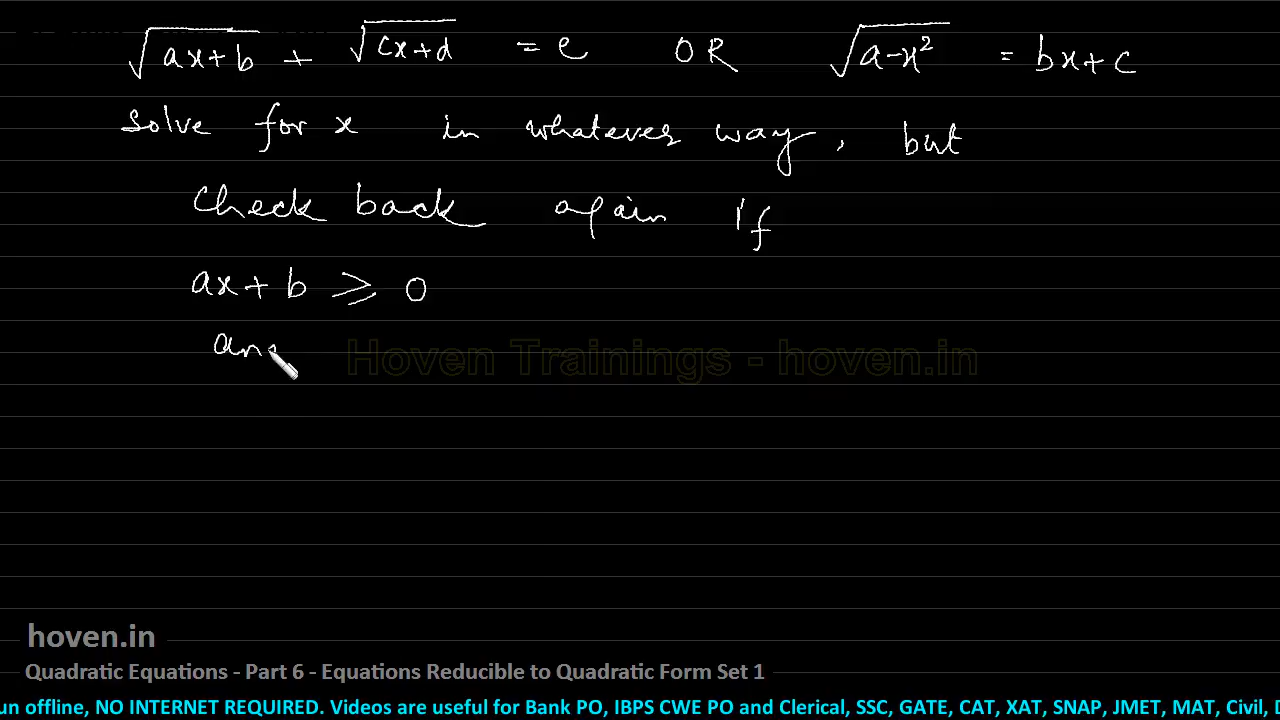 √(ax+b) + √(cx+d) = e OR √(a-x²) = bx+c
Solve for x in whatever way, but
Check back again if
ax+b ⩾ 0
an
Hoven Trainings - hoven.in
hoven.in
Quadratic Equations - Part 6 - Equations Reducible to Quadratic Form Set 1
un offline, NO INTERNET REQUIRED. Videos are useful for Bank PO, IBPS CWE PO and Clerical, SSC, GATE, CAT, XAT, SNAP, JMET, MAT, Civil,